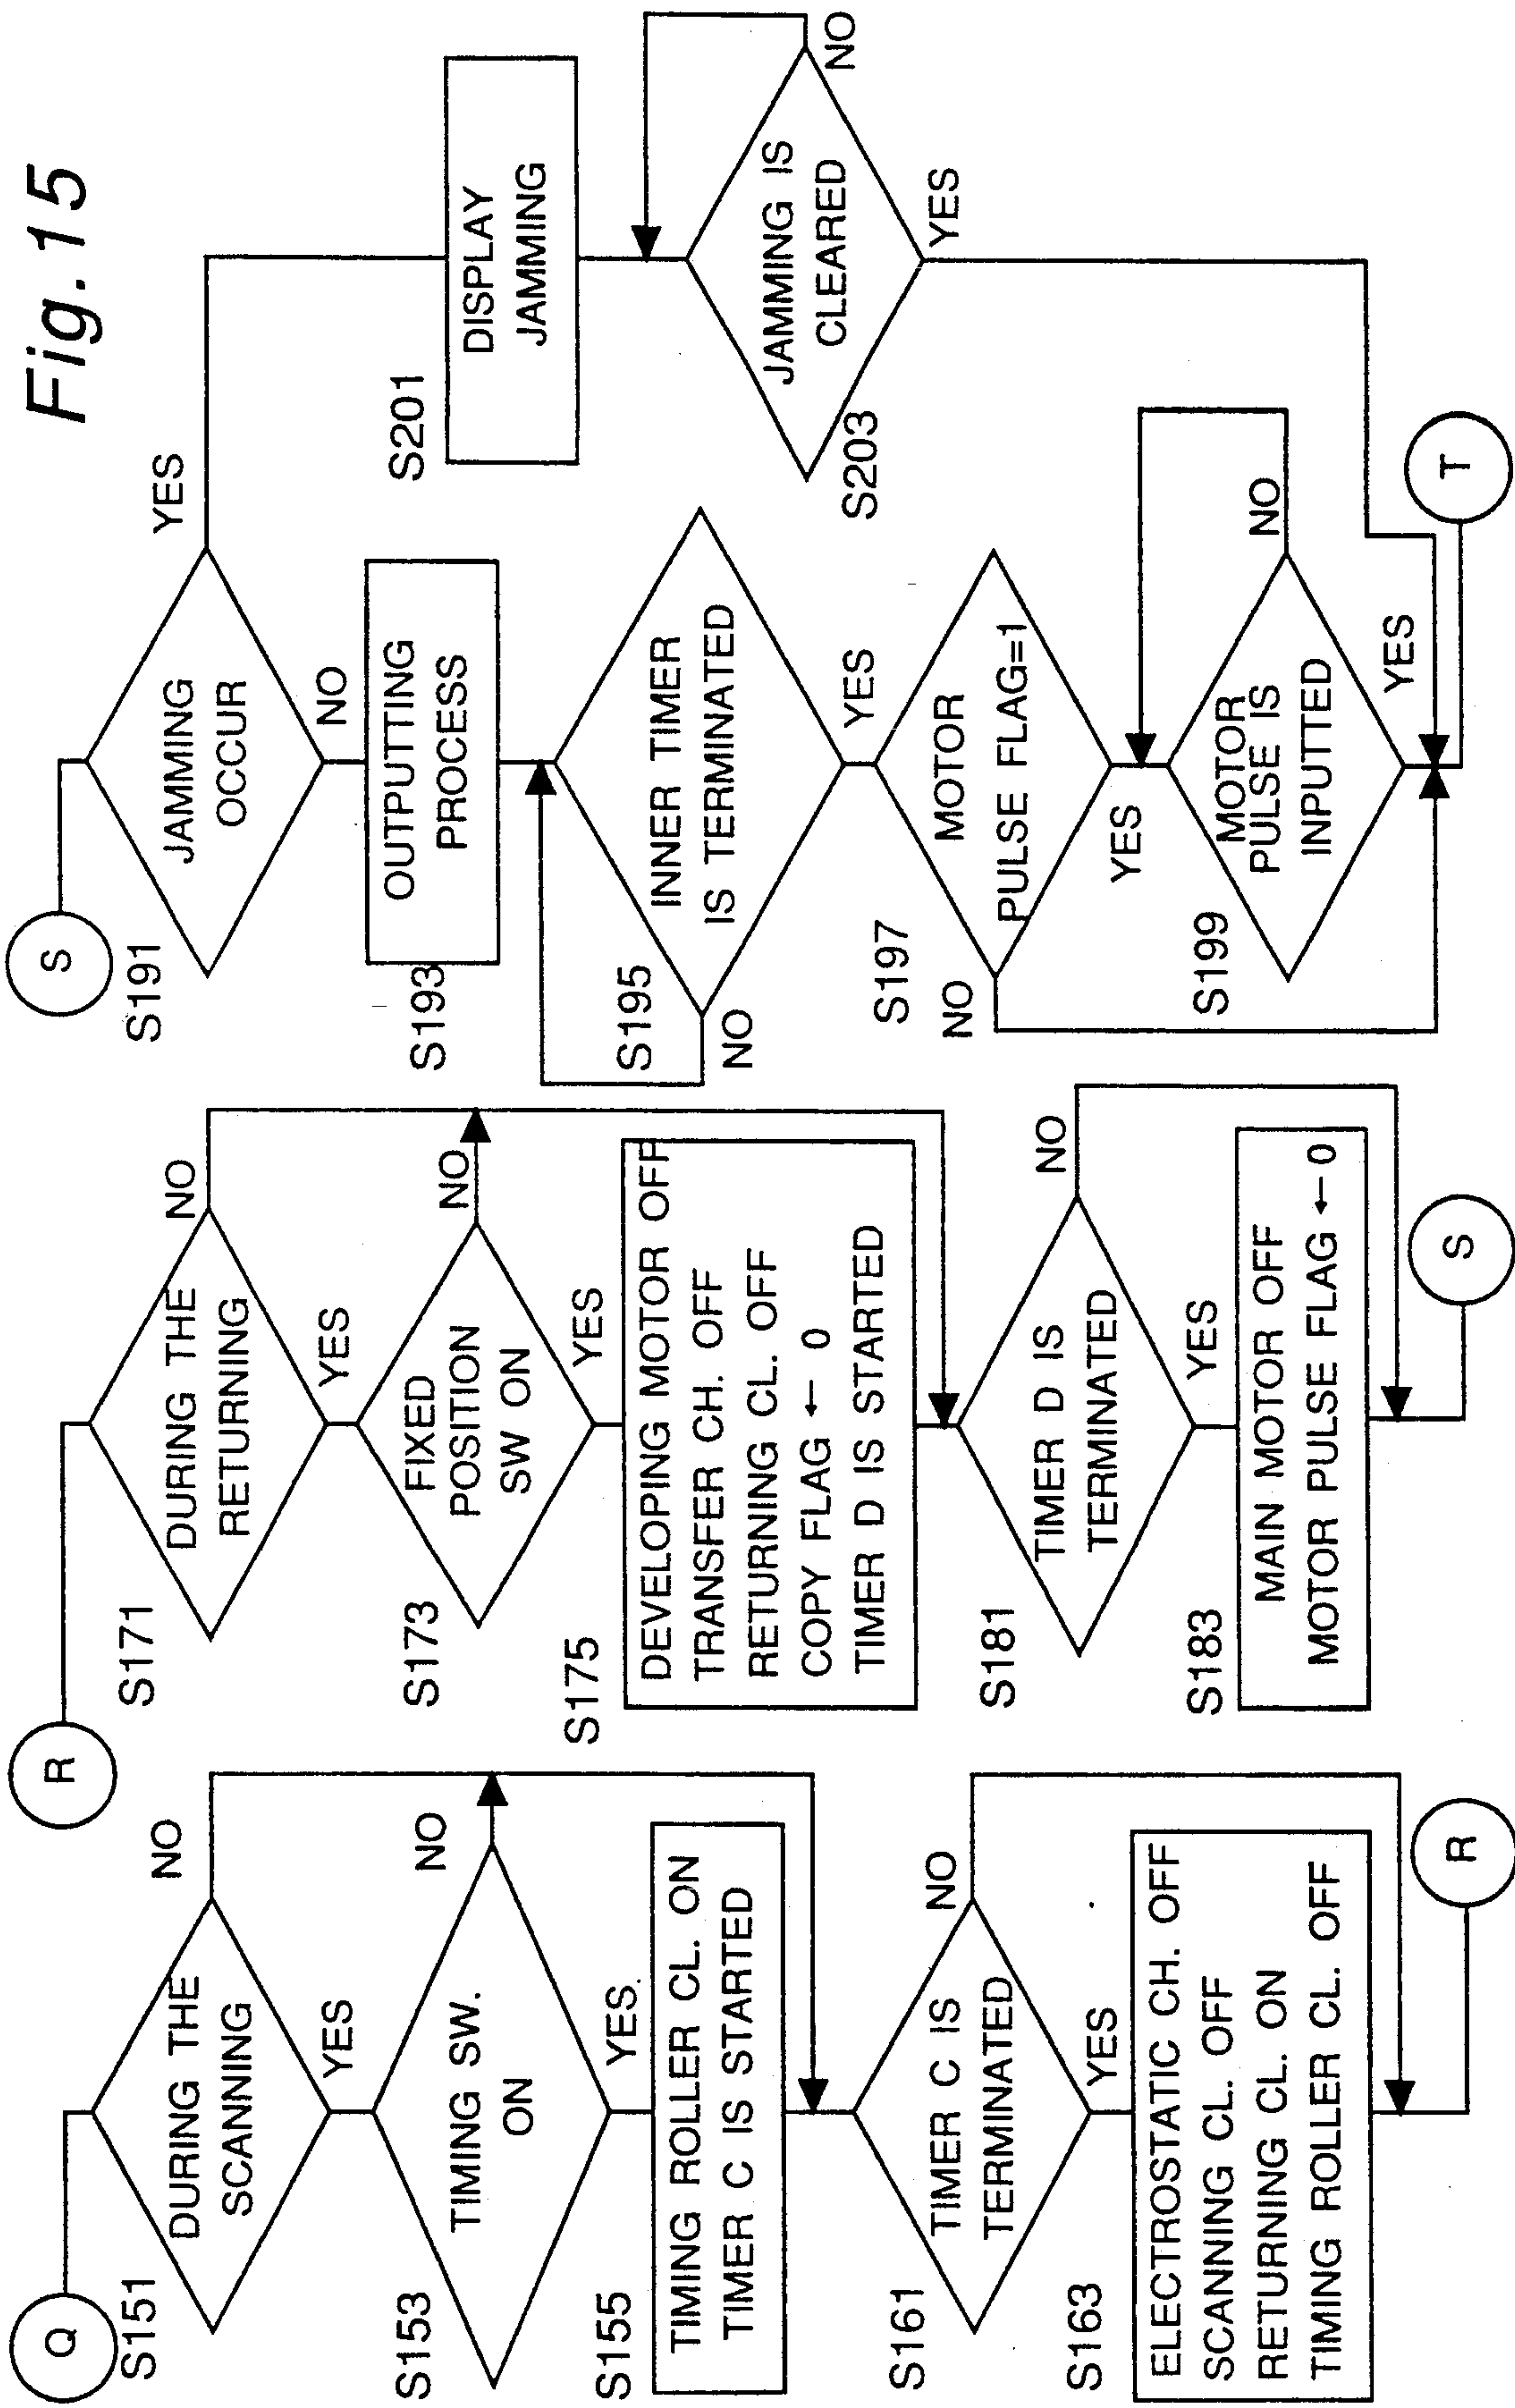 Fig.15
Q
S151
DURING THE
SCANNING
NO
YES
S153
TIMING SW.
ON
NO
YES
S155
TIMING ROLLER CL. ON
TIMER C IS STARTED
S161
TIMER C IS
TERMINATED
NO
YES
S163
ELECTROSTATIC CH. OFF
SCANNING CL. OFF
RETURNING CL. ON
TIMING ROLLER CL. OFF
R
R
S171
DURING THE
RETURNING
NO
YES
S173
FIXED
POSITION
SW ON
NO
YES
S175
DEVELOPING MOTOR OFF
TRANSFER CH. OFF
RETURNING CL. OFF
COPY FLAG ← 0
TIMER D IS STARTED
S181
TIMER D IS
TERMINATED
NO
YES
S183
MAIN MOTOR OFF
MOTOR PULSE FLAG ← 0
S
S
S191
JAMMING
OCCUR
YES
NO
S193
OUTPUTTING
PROCESS
S195
INNER TIMER
IS TERMINATED
NO
YES
S197
MOTOR
PULSE FLAG=1
NO
YES
S199
MOTOR
PULSE IS
INPUTTED
NO
YES
S201
DISPLAY
JAMMING
S203
JAMMING IS
CLEARED
NO
YES
T